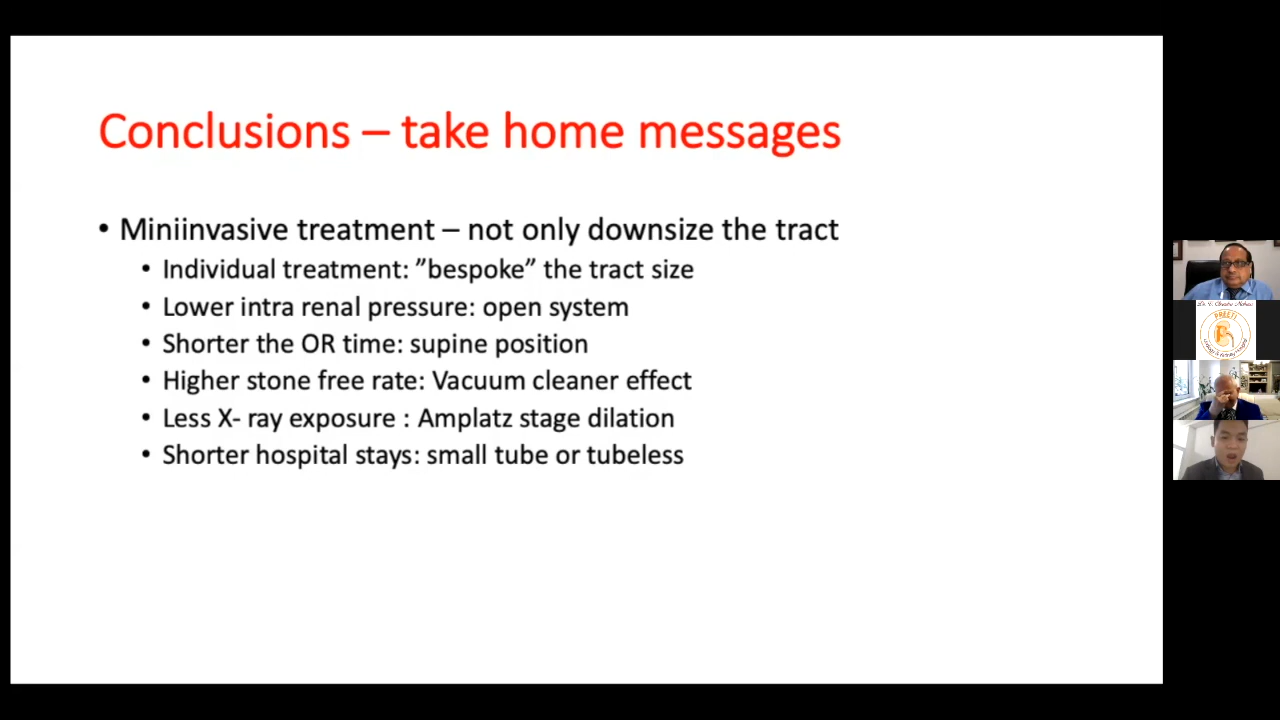 Conclusions – take home messages
• Miniinvasive treatment – not only downsize the tract
• Individual treatment: ”bespoke” the tract size
• Lower intra renal pressure: open system
• Shorter the OR time: supine position
• Higher stone free rate: Vacuum cleaner effect
• Less X- ray exposure : Amplatz stage dilation
• Shorter hospital stays: small tube or tubeless
PREETI